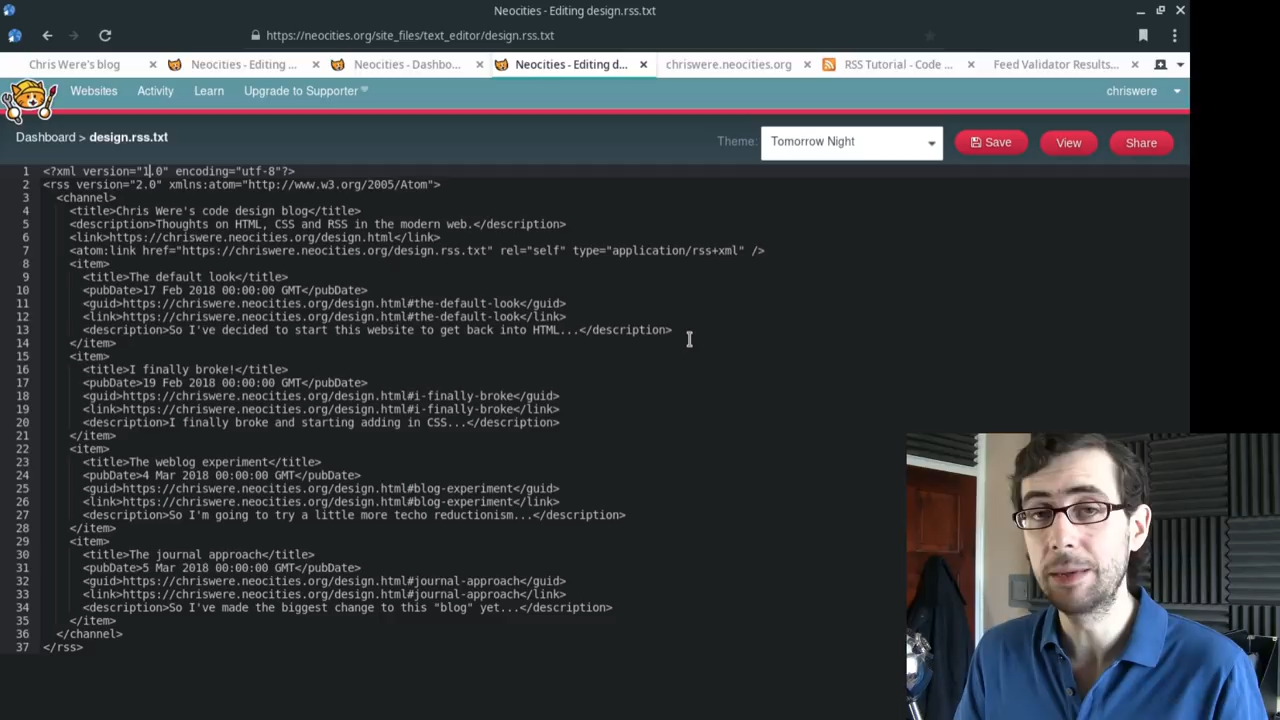 Neocities - Editing design.rss.txt
https://neocities.org/site_files/text_editor/design.rss.txt
Chris Were's blog
Neocities - Editing ...
Neocities - Dashbo...
Neocities - Editing d...
chriswere.neocities.org
RSS Tutorial - Code ...
Feed Validator Results...
Websites Activity Learn Upgrade to Supporter chriswere
Dashboard > design.rss.txt Theme: Tomorrow Night Save View Share
1 <?xml version="1.0" encoding="utf-8"?>
2 <rss version="2.0" xmlns:atom="http://www.w3.org/2005/Atom">
3 <channel>
4 <title>Chris Were's code design blog</title>
5 <description>Thoughts on HTML, CSS and RSS in the modern web.</description>
6 <link>https://chriswere.neocities.org/design.html</link>
7 <atom:link href="https://chriswere.neocities.org/design.rss.txt" rel="self" type="application/rss+xml" />
8 <item>
9 <title>The default look</title>
10 <pubDate>17 Feb 2018 00:00:00 GMT</pubDate>
11 <guid>https://chriswere.neocities.org/design.html#the-default-look</guid>
12 <link>https://chriswere.neocities.org/design.html#the-default-look</link>
13 <description>So I've decided to start this website to get back into HTML...</description>
14 </item>
15 <item>
16 <title>I finally broke!</title>
17 <pubDate>19 Feb 2018 00:00:00 GMT</pubDate>
18 <guid>https://chriswere.neocities.org/design.html#i-finally-broke</guid>
19 <link>https://chriswere.neocities.org/design.html#i-finally-broke</link>
20 <description>I finally broke and starting adding in CSS...</description>
21 </item>
22 <item>
23 <title>The weblog experiment</title>
24 <pubDate>4 Mar 2018 00:00:00 GMT</pubDate>
25 <guid>https://chriswere.neocities.org/design.html#blog-experiment</guid>
26 <link>https://chriswere.neocities.org/design.html#blog-experiment</link>
27 <description>So I'm going to try a little more techo reductionism...</description>
28 </item>
29 <item>
30 <title>The journal approach</title>
31 <pubDate>5 Mar 2018 00:00:00 GMT</pubDate>
32 <guid>https://chriswere.neocities.org/design.html#journal-approach</guid>
33 <link>https://chriswere.neocities.org/design.html#journal-approach</link>
34 <description>So I've made the biggest change to this "blog" yet...</description>
35 </item>
36 </channel>
37 </rss>